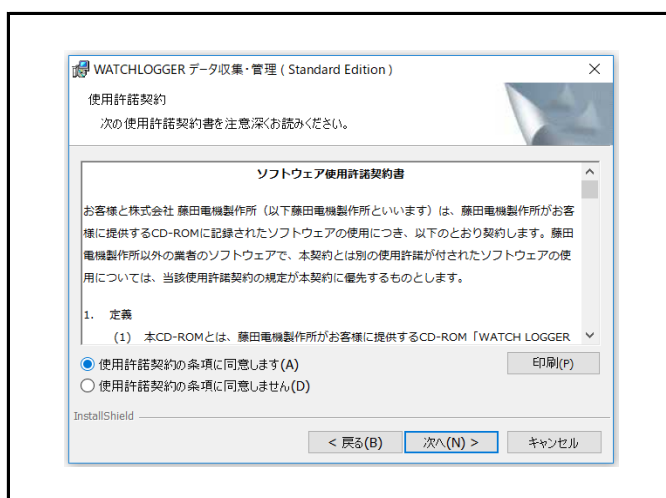 WATCHLOGGER データ収集・管理 ( Standard Edition )
使用許諾契約
次の使用許諾契約書を注意深くお読みください。
ソフトウェア使用許諾契約書
お客様と株式会社 藤田電機製作所（以下藤田電機製作所といいます）は、藤田電機製作所がお客
様に提供するCD-ROMに記録されたソフトウェアの使用につき、以下のとおり契約します。藤田
電機製作所以外の業者のソフトウェアで、本契約とは別の使用許諾が付されたソフトウェアの使
用については、当該使用許諾契約の規定が本契約に優先するものとします。
1. 定義
(1) 本CD-ROMとは、藤田電機製作所がお客様に提供するCD-ROM「WATCH LOGGER
使用許諾契約の条項に同意します(A)
印刷(P)
使用許諾契約の条項に同意しません(D)
InstallShield
< 戻る(B) 次へ(N) > キャンセル